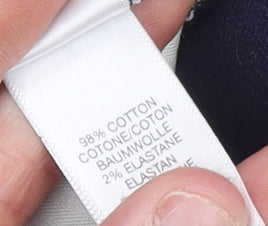 98% COTTON
COTONE/COTON
BAUMWOLLE
2% ELASTANE
ELASTAN